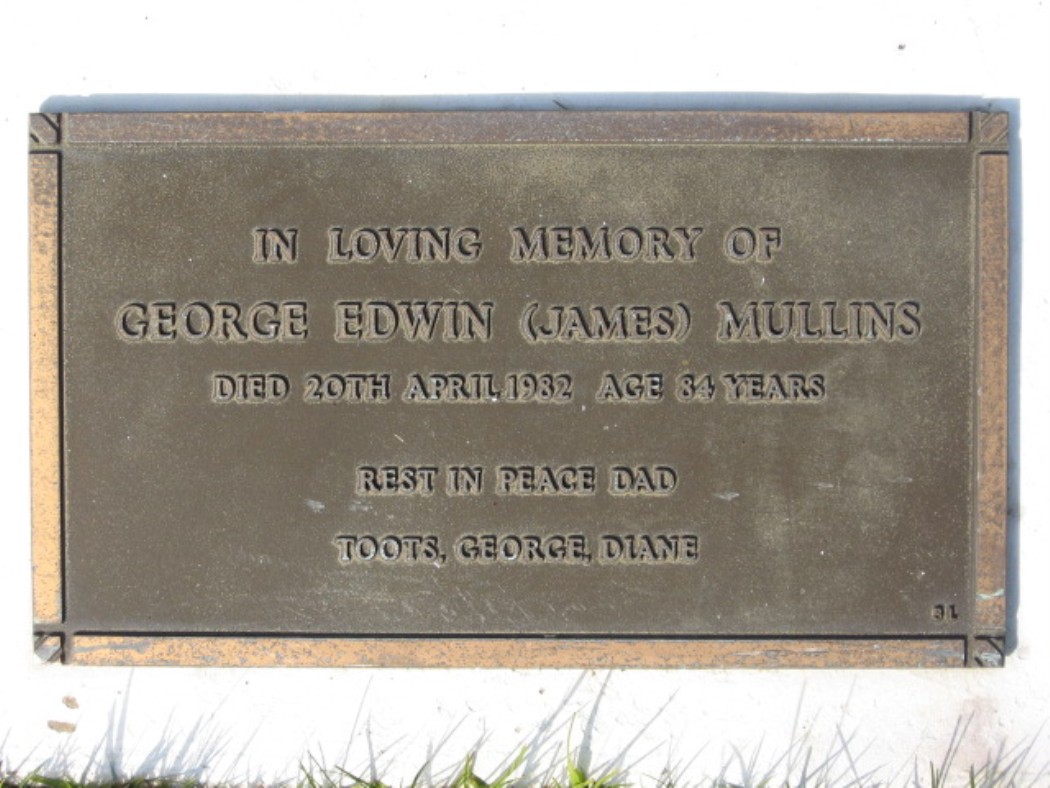 IN LOVING MEMORY OF
GEORGE EDWIN (JAMES) MULLINS
DIED 20TH APRIL 1982 AGE 84 YEARS
REST IN PEACE DAD
TOOTS, GEORGE, DIANE